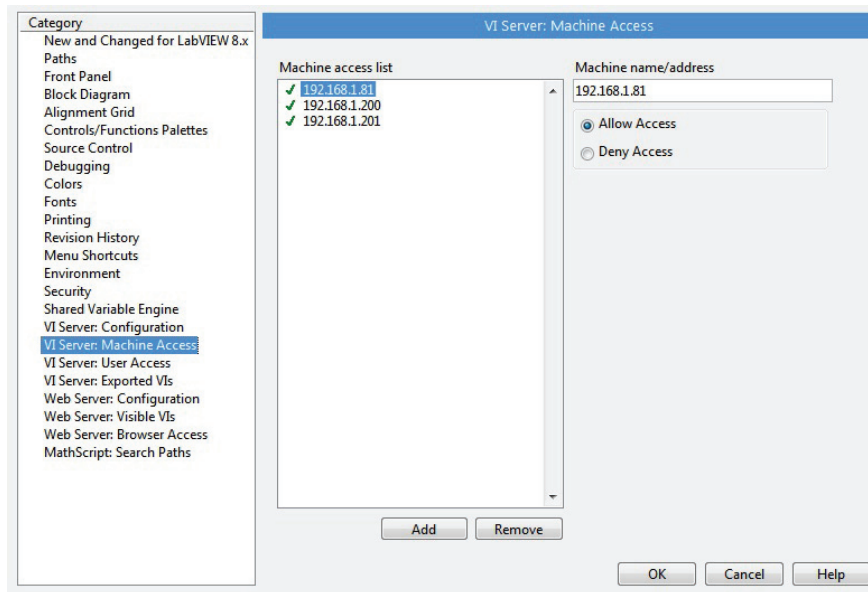 Category
New and Changed for LabVIEW 8.x
Paths
Front Panel
Block Diagram
Alignment Grid
Controls/Functions Palettes
Source Control
Debugging
Colors
Fonts
Printing
Revision History
Menu Shortcuts
Environment
Security
Shared Variable Engine
VI Server: Configuration
VI Server: Machine Access
VI Server: User Access
VI Server: Exported VIs
Web Server: Configuration
Web Server: Visible VIs
Web Server: Browser Access
MathScript: Search Paths
VI Server: Machine Access
Machine access list
192.168.1.81
192.168.1.200
192.168.1.201
Add
Remove
Machine name/address
192.168.1.81
Allow Access
Deny Access
OK
Cancel
Help